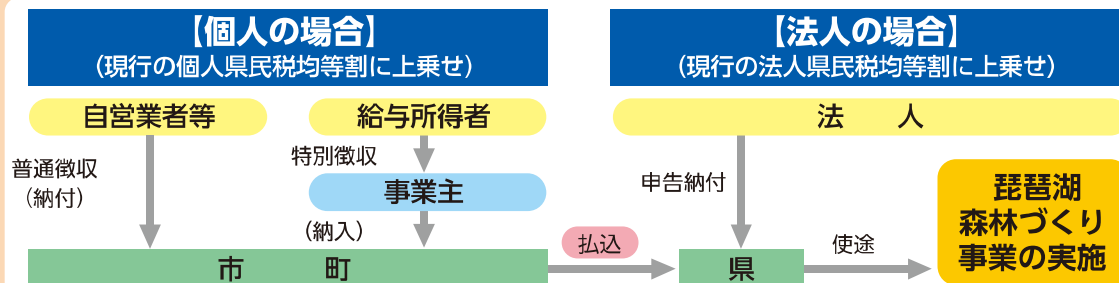 【個人の場合】
(現行の個人県民税均等割に上乗せ)
自営業者等
給与所得者
普通徴収
(納付)
特別徴収
事業主
(納入)
市　町
払込
【法人の場合】
(現行の法人県民税均等割に上乗せ)
法　人
申告納付
県
使途
琵琶湖
森林づくり
事業の実施